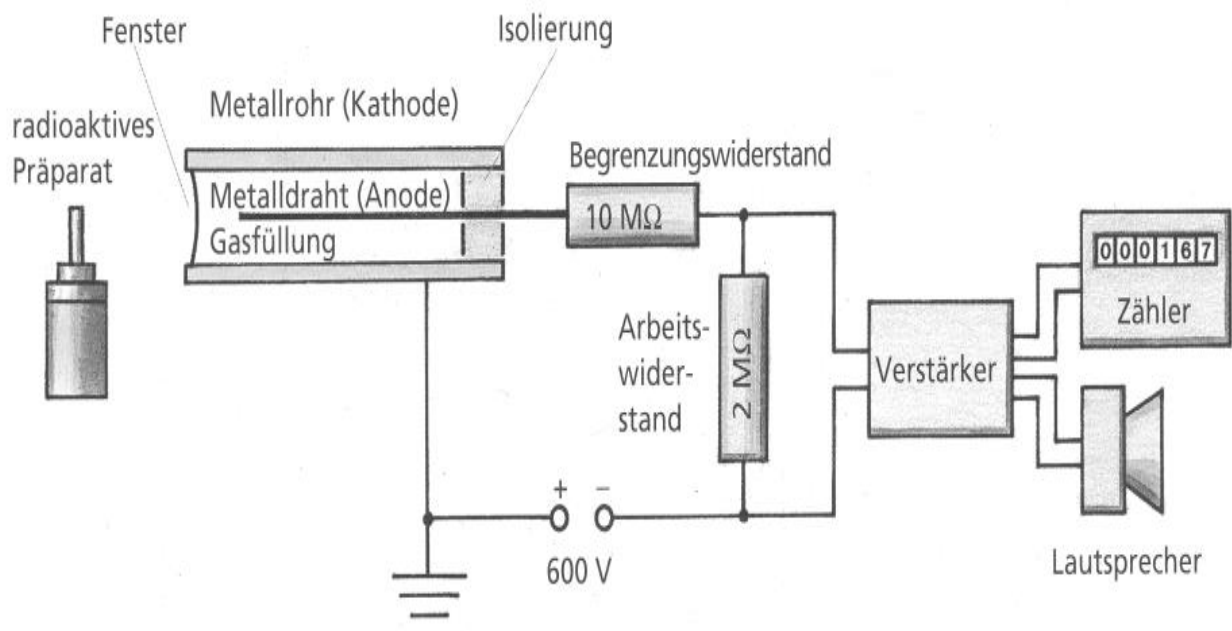 Fenster
Isolierung
Metallrohr (Kathode)
radioaktives
Präparat
Begrenzungswiderstand
Metalldraht (Anode)
10 MΩ
Gasfüllung
000167
Zähler
Arbeits-
wider-
stand
2 MΩ
Verstärker
+ −
600 V
Lautsprecher